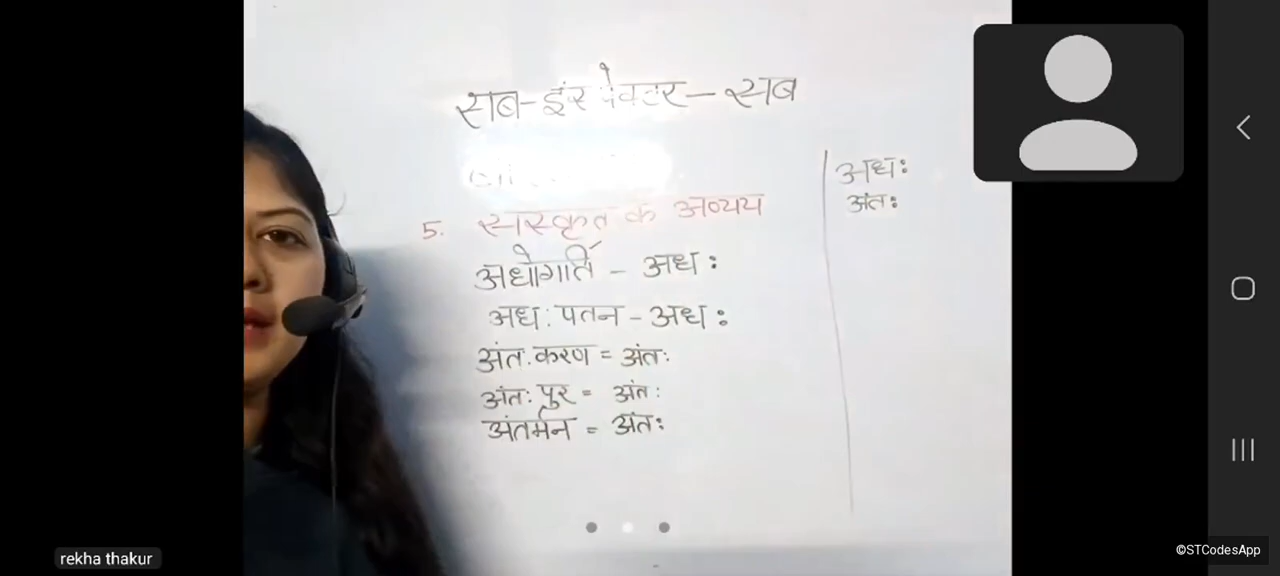 सब-इंस्पेक्टर - सब
5. संस्कृत के अव्यय
अधोगति - अध:
अध: पतन - अध:
अंत:करण = अंत:
अंत: पुर = अंत:
अंतर्मन = अंत:
अध:
अंत:
rekha thakur
©STCodesApp